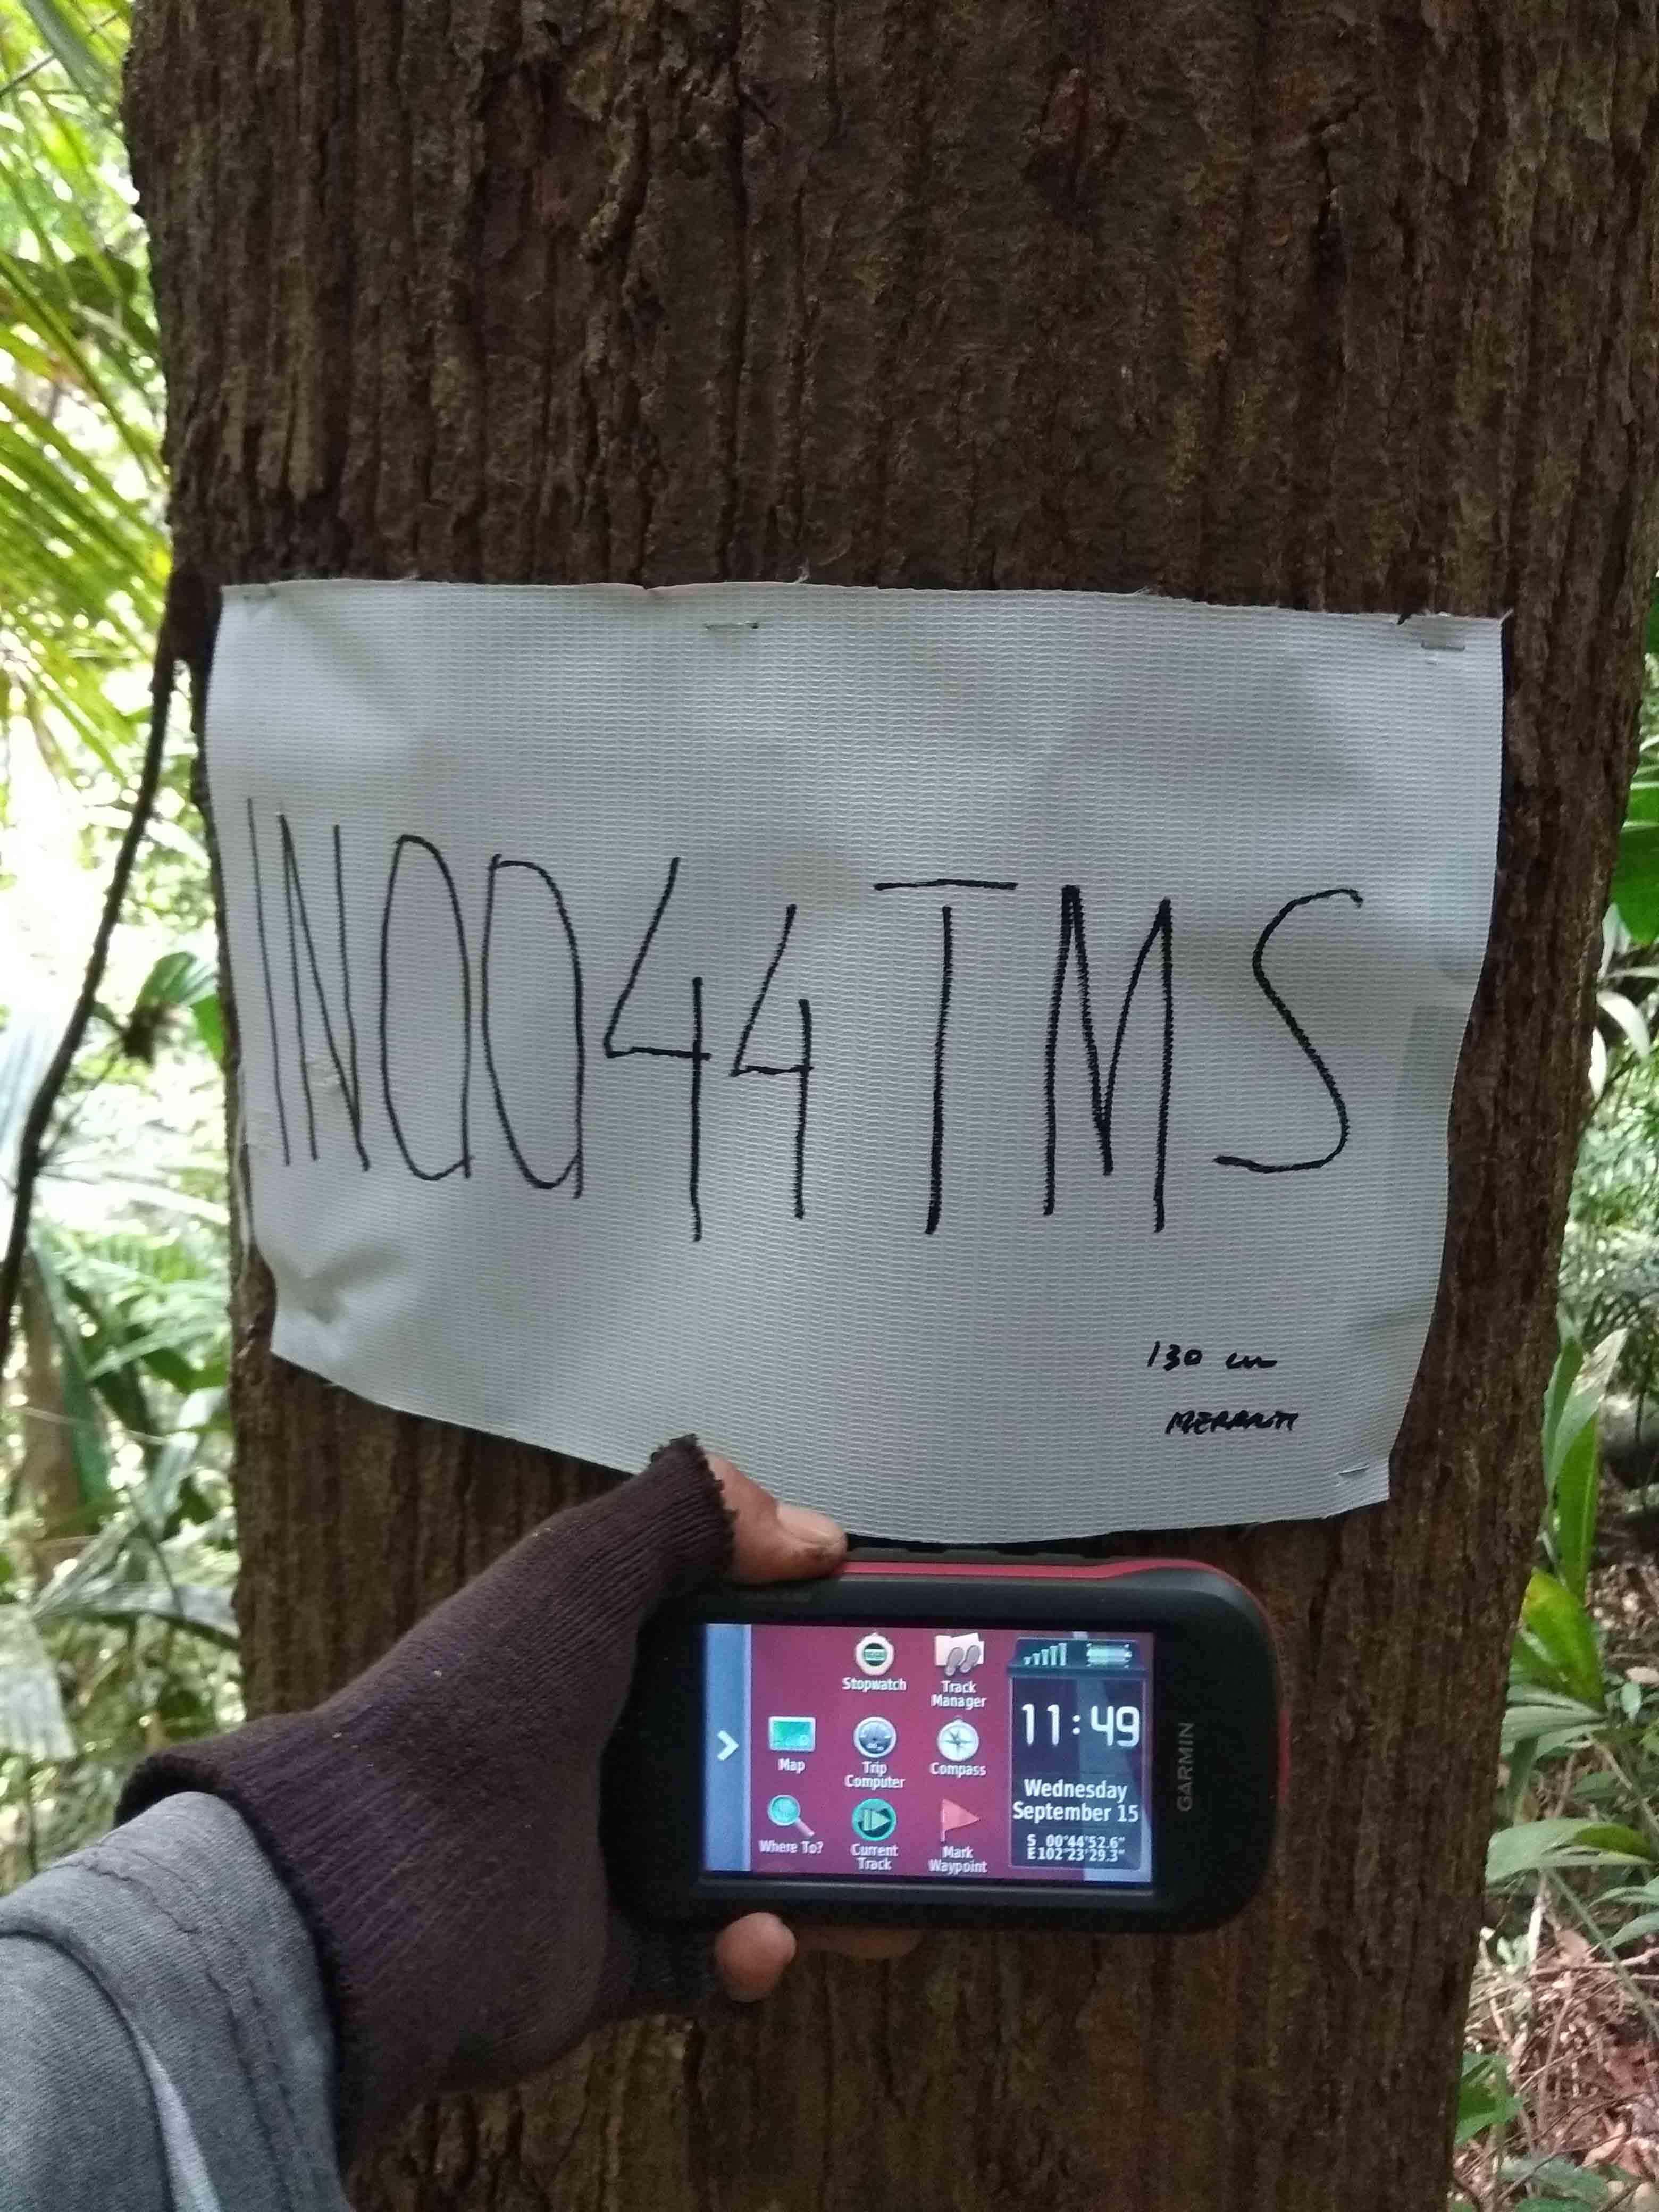 IN0044TMS
130 cm
MERANTI
Stopwatch
Track
Manager
Map
Trip
Computer
Compass
Where To?
Current
Track
Mark
Waypoint
11:49
Wednesday
September 15
S 00°44'52.6"
E102°23'29.3"
GARMIN